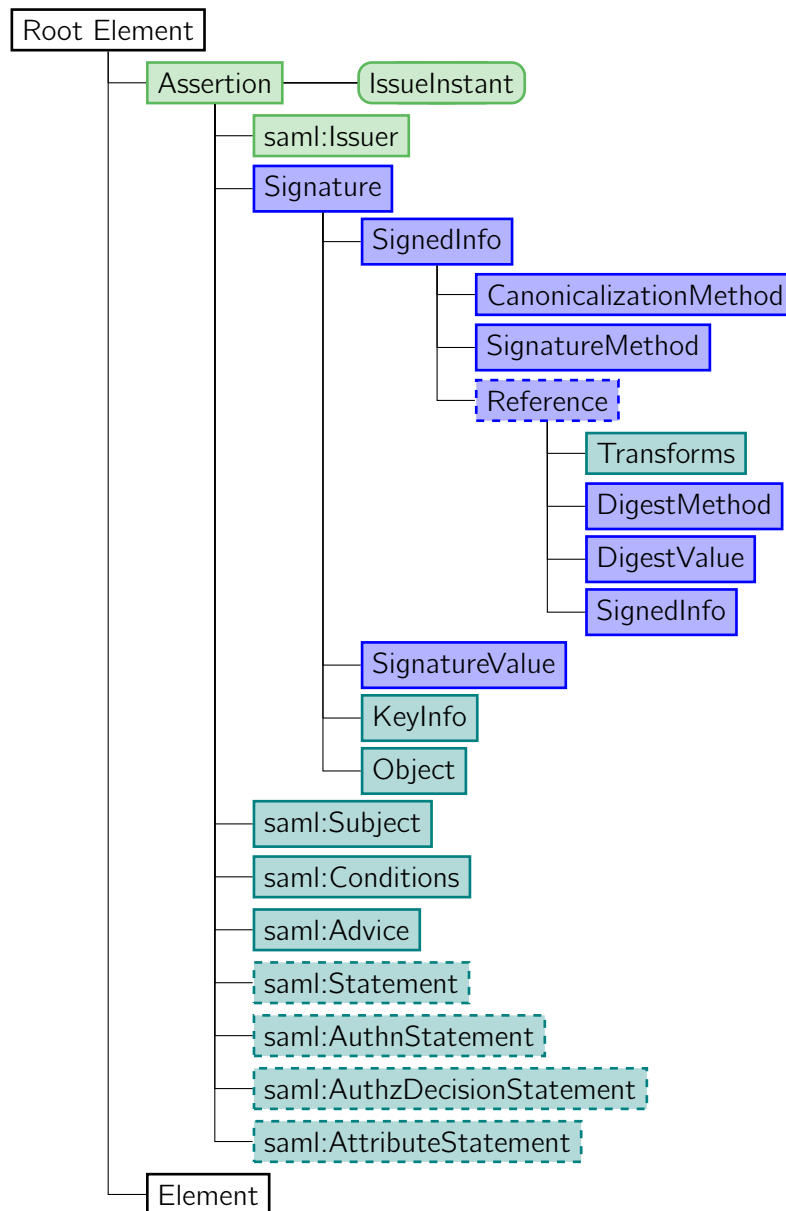 Root Element
Assertion
IssueInstant
saml:Issuer
Signature
SignedInfo
CanonicalizationMethod
SignatureMethod
Reference
Transforms
DigestMethod
DigestValue
SignedInfo
SignatureValue
KeyInfo
Object
saml:Subject
saml:Conditions
saml:Advice
saml:Statement
saml:AuthnStatement
saml:AuthzDecisionStatement
saml:AttributeStatement
Element